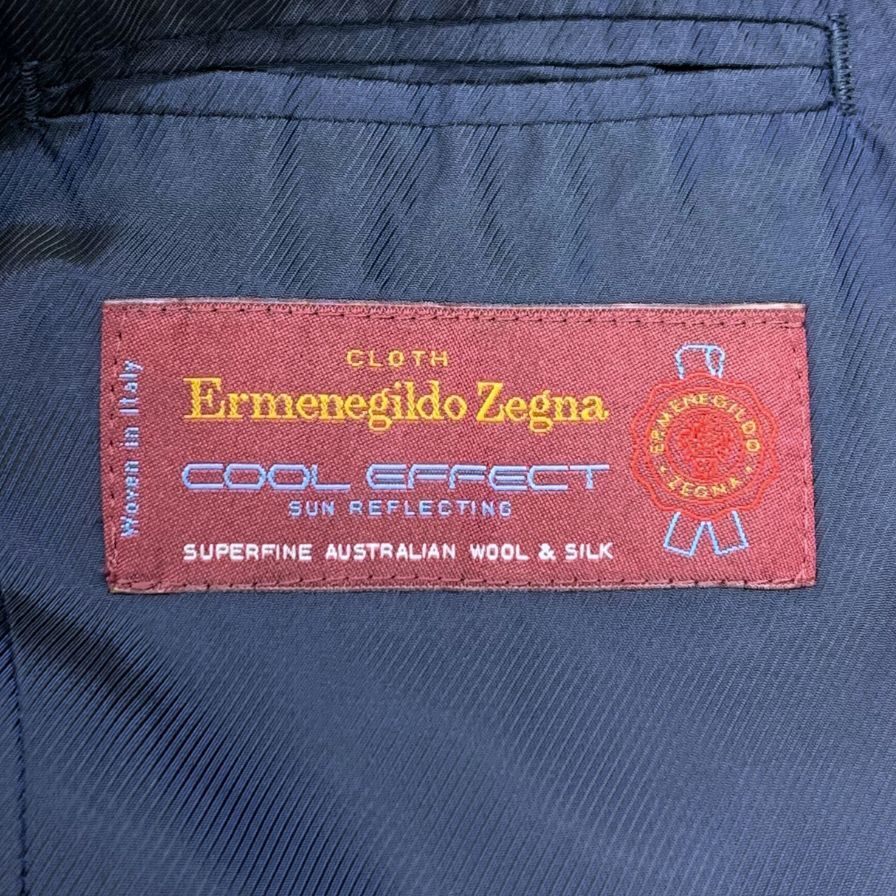 Woven in Italy
CLOTH
Ermenegildo Zegna
COOL EFFECT
SUN REFLECTING
SUPERFINE AUSTRALIAN WOOL & SILK
ERMENEGILDO
ZEGNA